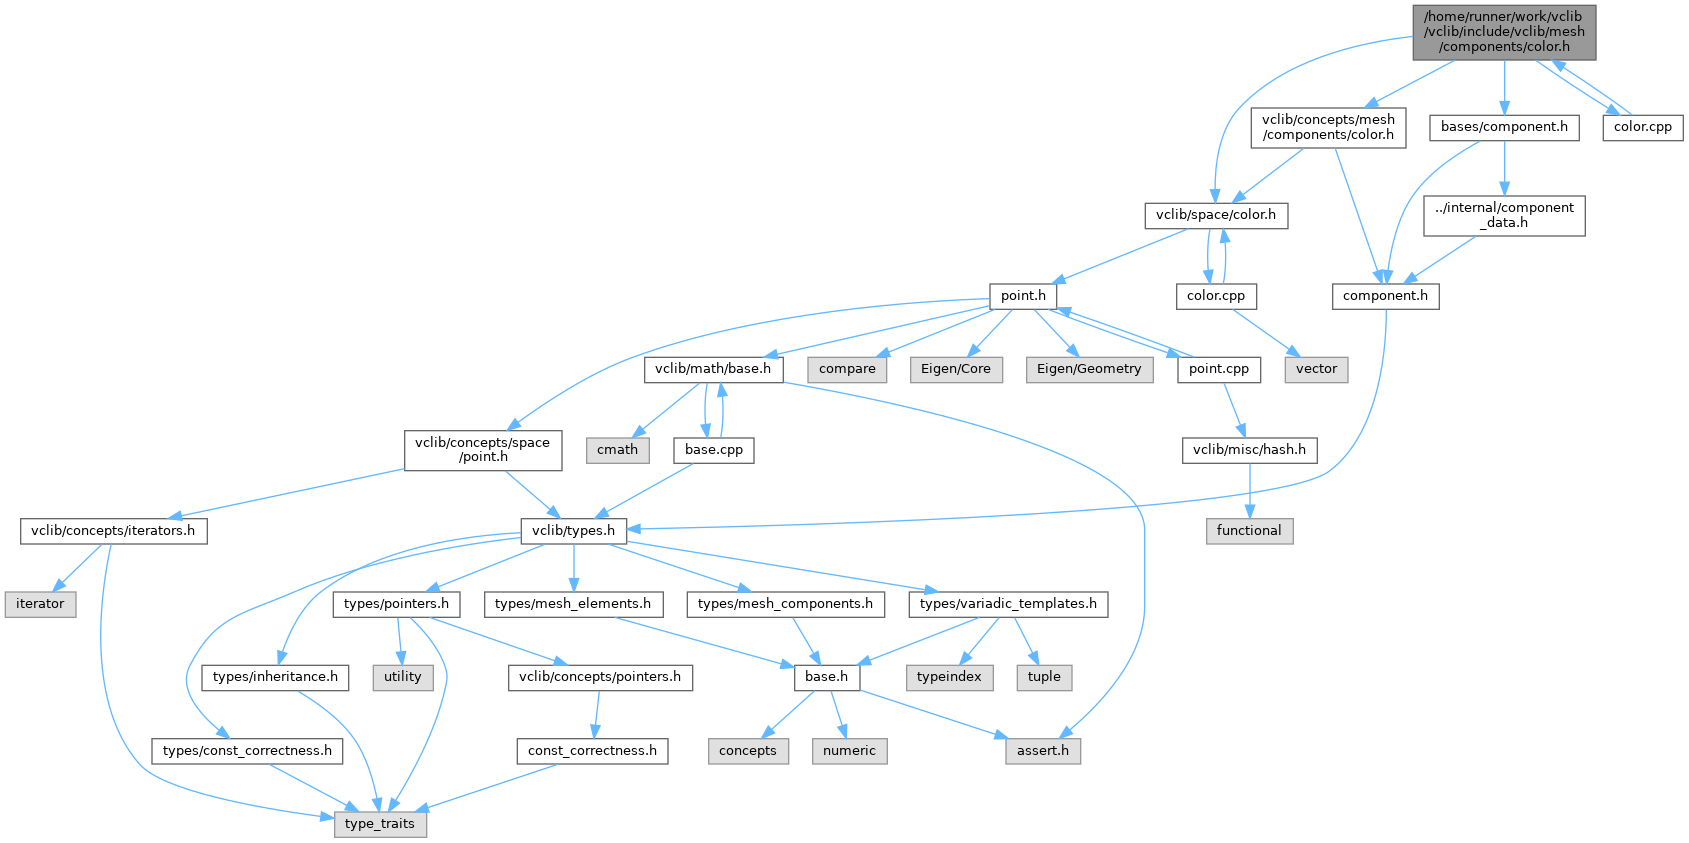 /home/runner/work/vclib
/vclib/include/vclib/mesh
/components/color.h
vclib/concepts/mesh
/components/color.h
bases/component.h
color.cpp
../internal/component
_data.h
vclib/space/color.h
point.h
color.cpp
component.h
vclib/math/base.h
compare
Eigen/Core
Eigen/Geometry
point.cpp
vector
vclib/concepts/space
/point.h
cmath
base.cpp
vclib/misc/hash.h
vclib/concepts/iterators.h
vclib/types.h
functional
iterator
types/pointers.h
types/mesh_elements.h
types/mesh_components.h
types/variadic_templates.h
types/inheritance.h
utility
vclib/concepts/pointers.h
base.h
typeindex
tuple
types/const_correctness.h
const_correctness.h
concepts
numeric
assert.h
type_traits